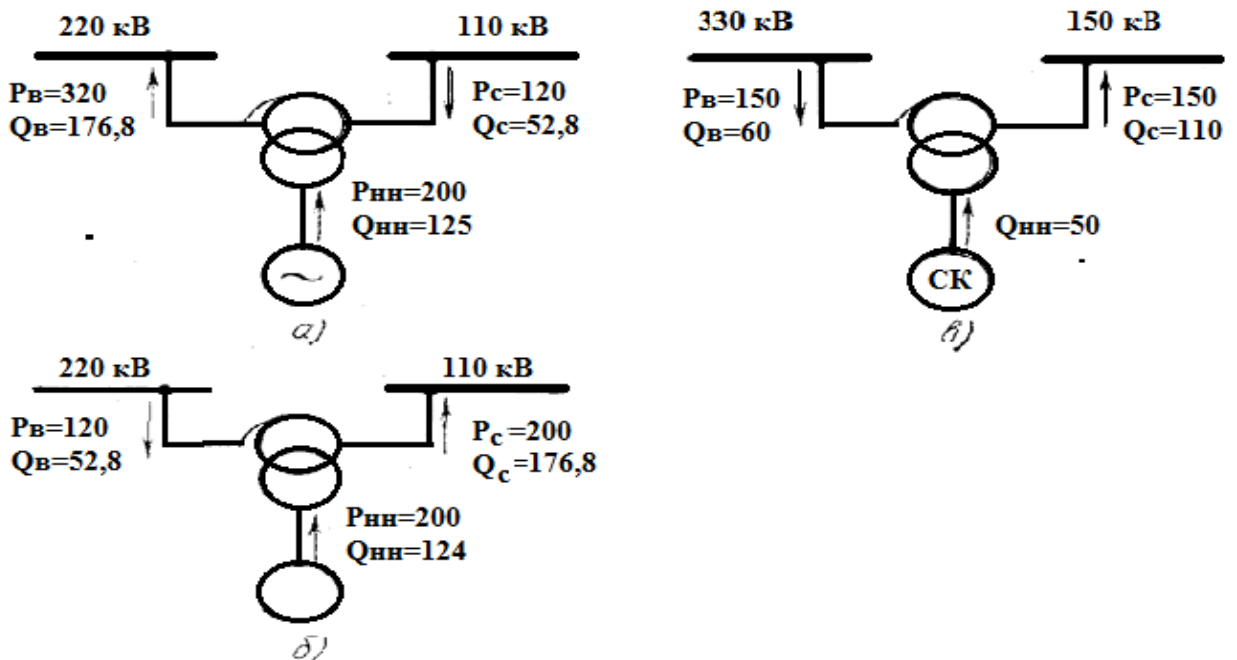 220 кВ
110 кВ
Pв=320
Qв=176,8
Pс=120
Qс=52,8
Pнн=200
Qнн=125
~
а)
330 кВ
150 кВ
Pв=150
Qв=60
Pс=150
Qс=110
Qнн=50
СК
в)
220 кВ
110 кВ
Pв=120
Qв=52,8
Pс=200
Qс=176,8
Pнн=200
Qнн=124
б)